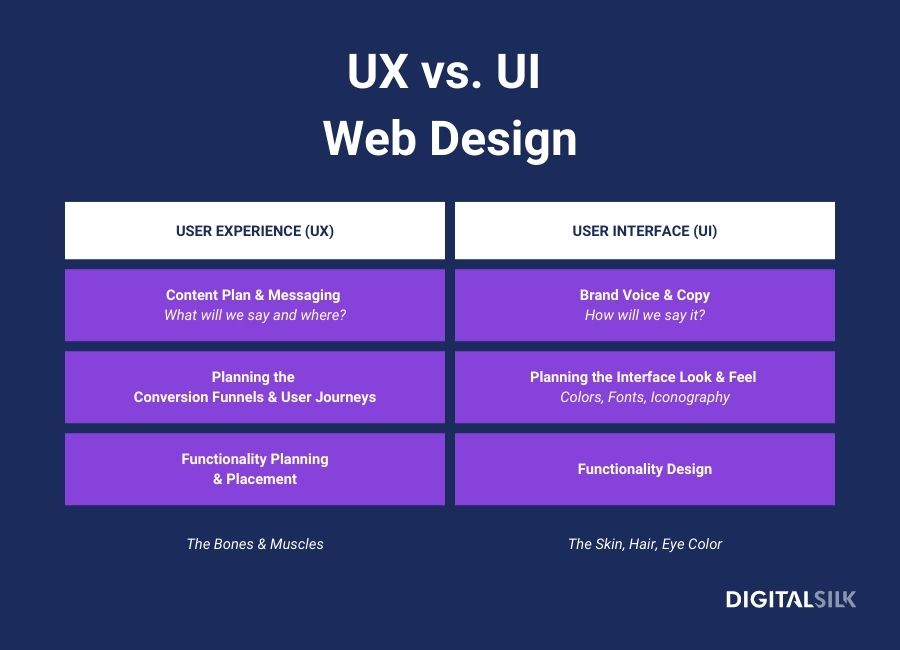 UX vs. UI
Web Design
USER EXPERIENCE (UX)
USER INTERFACE (UI)
Content Plan & Messaging
What will we say and where?
Brand Voice & Copy
How will we say it?
Planning the
Conversion Funnels & User Journeys
Planning the Interface Look & Feel
Colors, Fonts, Iconography
Functionality Planning
& Placement
Functionality Design
The Bones & Muscles
The Skin, Hair, Eye Color
DIGITALSILK